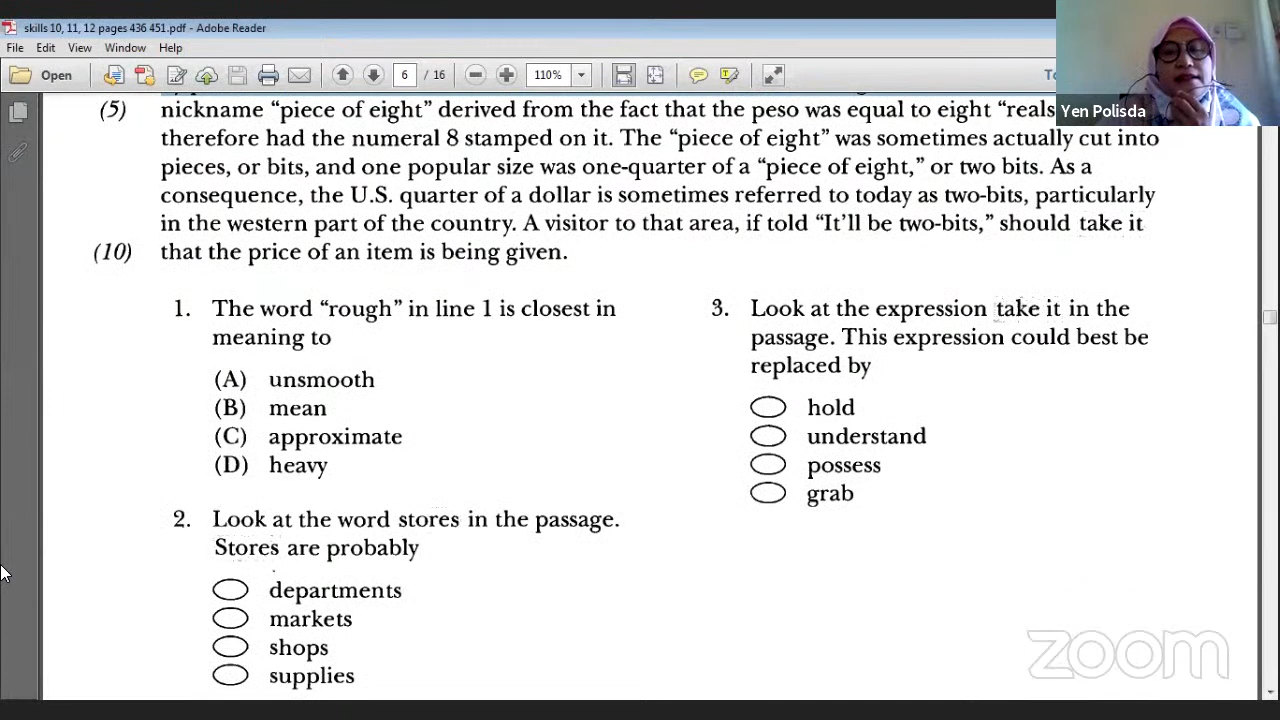 skills 10, 11, 12 pages 436 451.pdf - Adobe Reader
File Edit View Window Help
Open 6 / 16 110%
Yen Polisda
(5) nickname “piece of eight” derived from the fact that the peso was equal to eight “reals
therefore had the numeral 8 stamped on it. The “piece of eight” was sometimes actually cut into
pieces, or bits, and one popular size was one-quarter of a “piece of eight,” or two bits. As a
consequence, the U.S. quarter of a dollar is sometimes referred to today as two-bits, particularly
in the western part of the country. A visitor to that area, if told “It’ll be two-bits,” should take it
(10) that the price of an item is being given.
1. The word “rough” in line 1 is closest in
meaning to
(A) unsmooth
(B) mean
(C) approximate
(D) heavy
2. Look at the word stores in the passage.
Stores are probably
departments
markets
shops
supplies
3. Look at the expression take it in the
passage. This expression could best be
replaced by
hold
understand
possess
grab
zoom